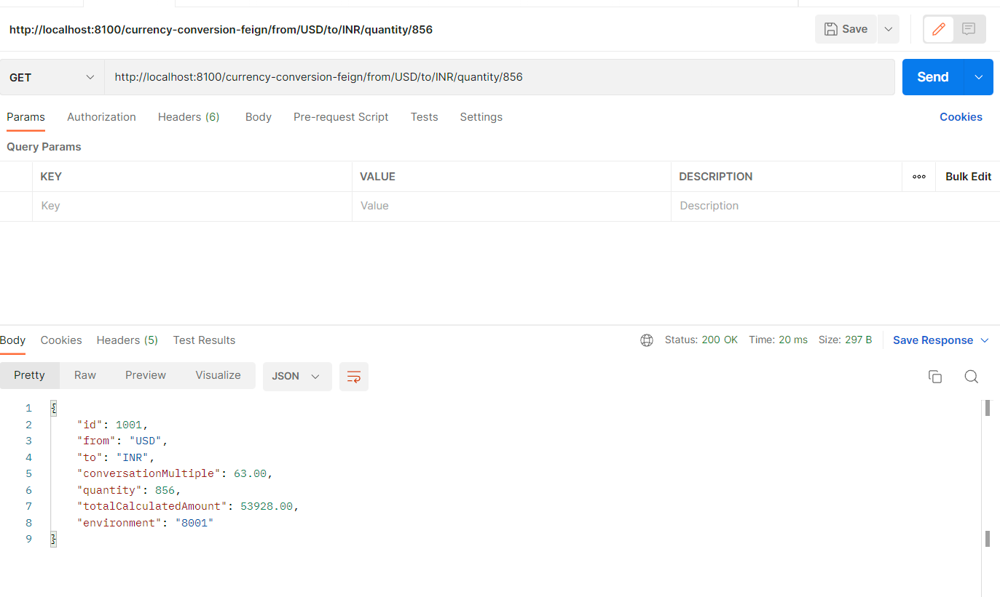 http://localhost:8100/currency-conversion-feign/from/USD/to/INR/quantity/856
Save
GET
http://localhost:8100/currency-conversion-feign/from/USD/to/INR/quantity/856
Send
Params Authorization Headers (6) Body Pre-request Script Tests Settings Cookies
Query Params
KEY VALUE DESCRIPTION Bulk Edit
Key Value Description
Body Cookies Headers (5) Test Results Status: 200 OK Time: 20 ms Size: 297 B Save Response
Pretty Raw Preview Visualize JSON
1 {
2 "id": 1001,
3 "from": "USD",
4 "to": "INR",
5 "conversationMultiple": 63.00,
6 "quantity": 856,
7 "totalCalculatedAmount": 53928.00,
8 "environment": "8001"
9 }